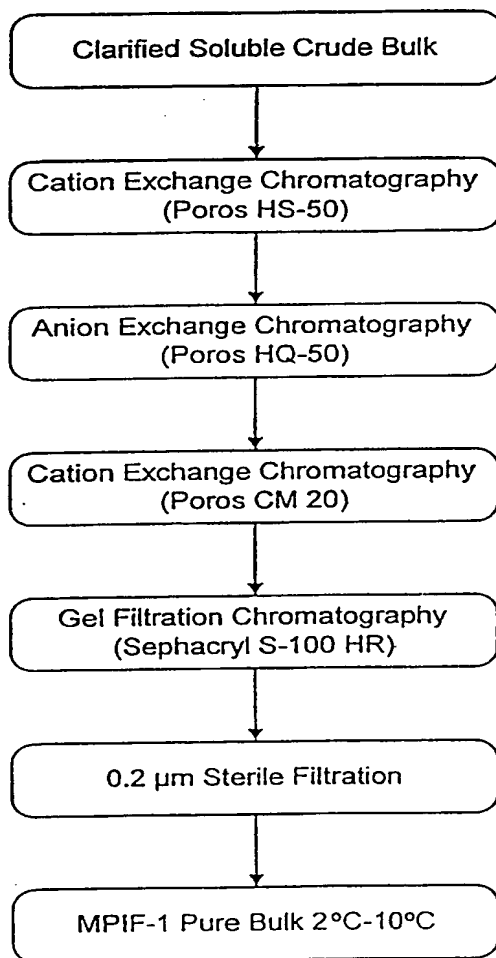 Clarified Soluble Crude Bulk
Cation Exchange Chromatography
(Poros HS-50)
Anion Exchange Chromatography
(Poros HQ-50)
Cation Exchange Chromatography
(Poros CM 20)
Gel Filtration Chromatography
(Sephacryl S-100 HR)
0.2 µm Sterile Filtration
MPIF-1 Pure Bulk 2°C-10°C